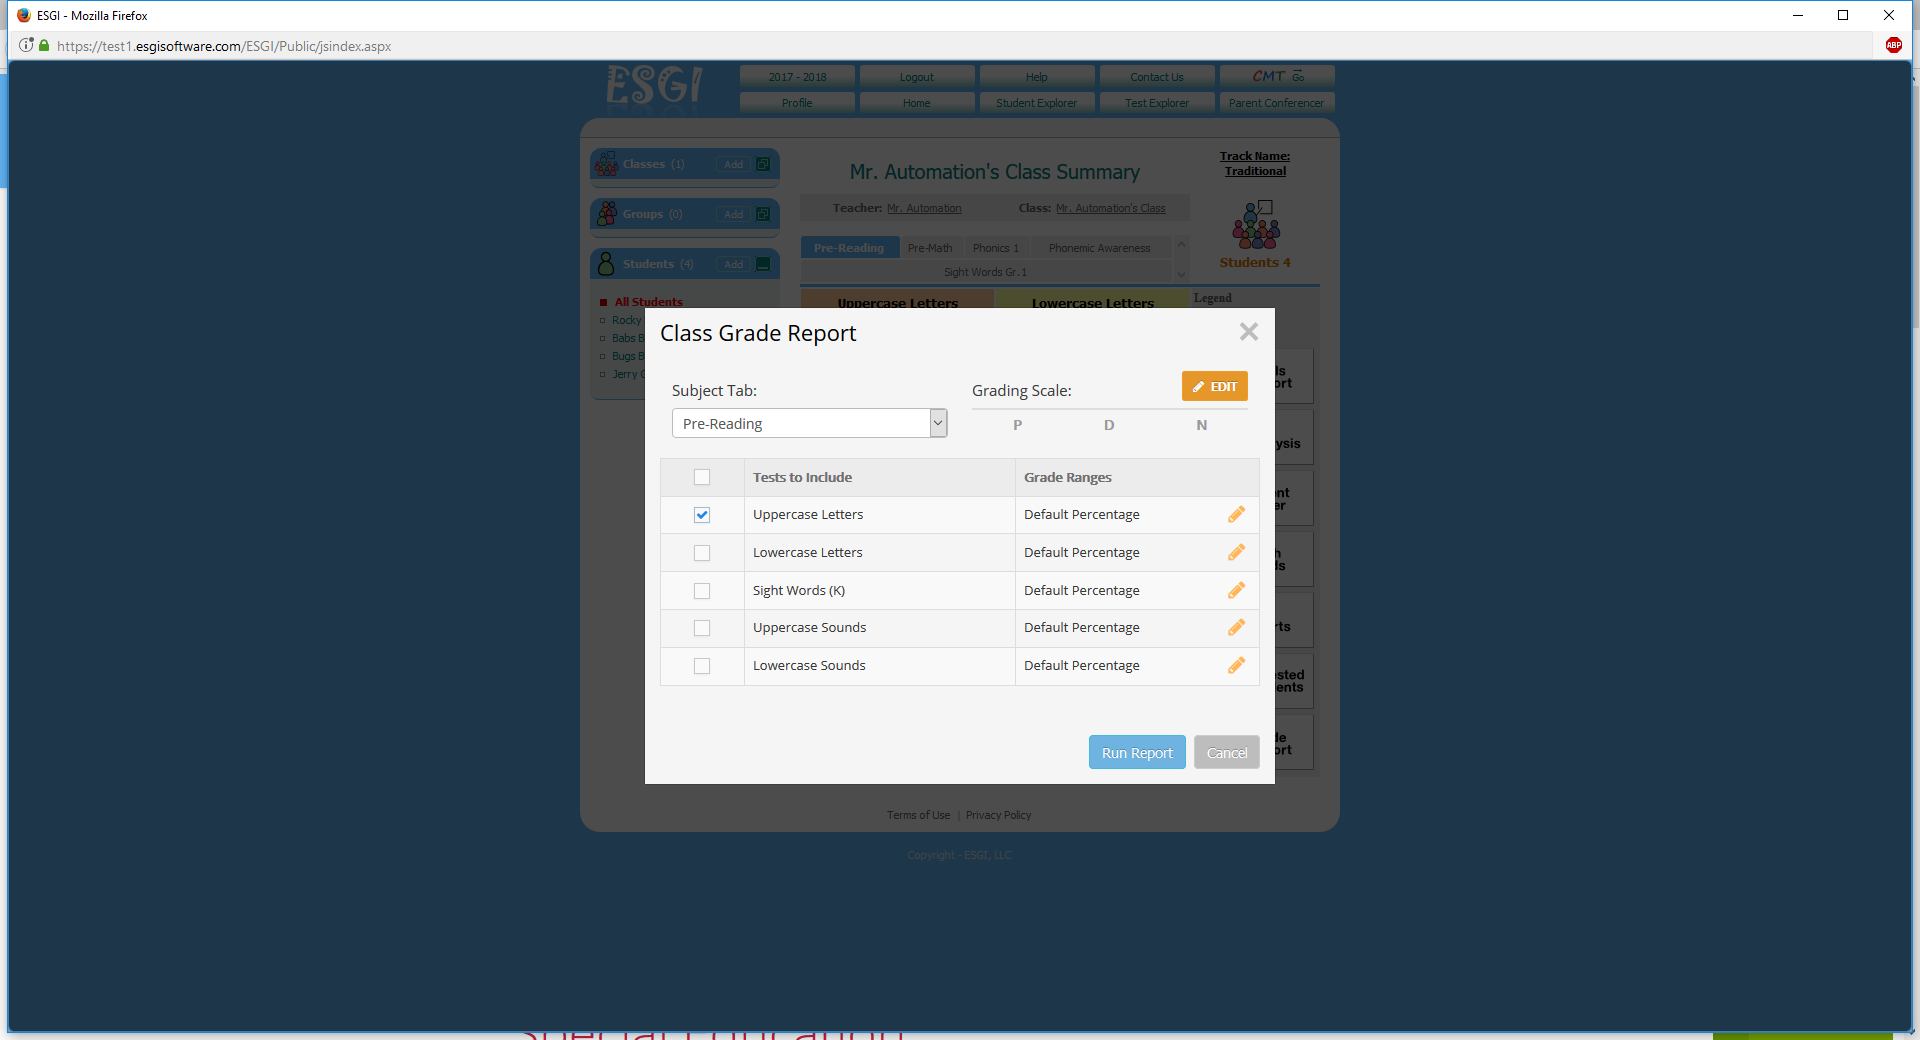 ESGI - Mozilla Firefox
https://test1.esgisoftware.com/ESGI/Public/jsindex.aspx
ABP
ESGI
2017 - 2018
Logout
Help
Contact Us
CMT Go
Profile
Home
Student Explorer
Test Explorer
Parent Conferencer
Classes (1)
Add
Groups (0)
Add
Students (4)
Add
All Students
Rocky
Babs B
Bugs B
Jerry
Mr. Automation's Class Summary
Teacher: Mr. Automation
Class: Mr. Automation's Class
Track Name:
Traditional
Students 4
Pre-Reading
Pre-Math
Phonics 1
Phonemic Awareness
Sight Words Gr.1
Uppercase Letters
Lowercase Letters
Legend
Class Grade Report
Subject Tab:
Pre-Reading
Grading Scale:
EDIT
P D N
Tests to Include
Grade Ranges
Uppercase Letters
Default Percentage
Lowercase Letters
Default Percentage
Sight Words (K)
Default Percentage
Uppercase Sounds
Default Percentage
Lowercase Sounds
Default Percentage
Run Report
Cancel
Terms of Use | Privacy Policy
Copyright - ESGI, LLC